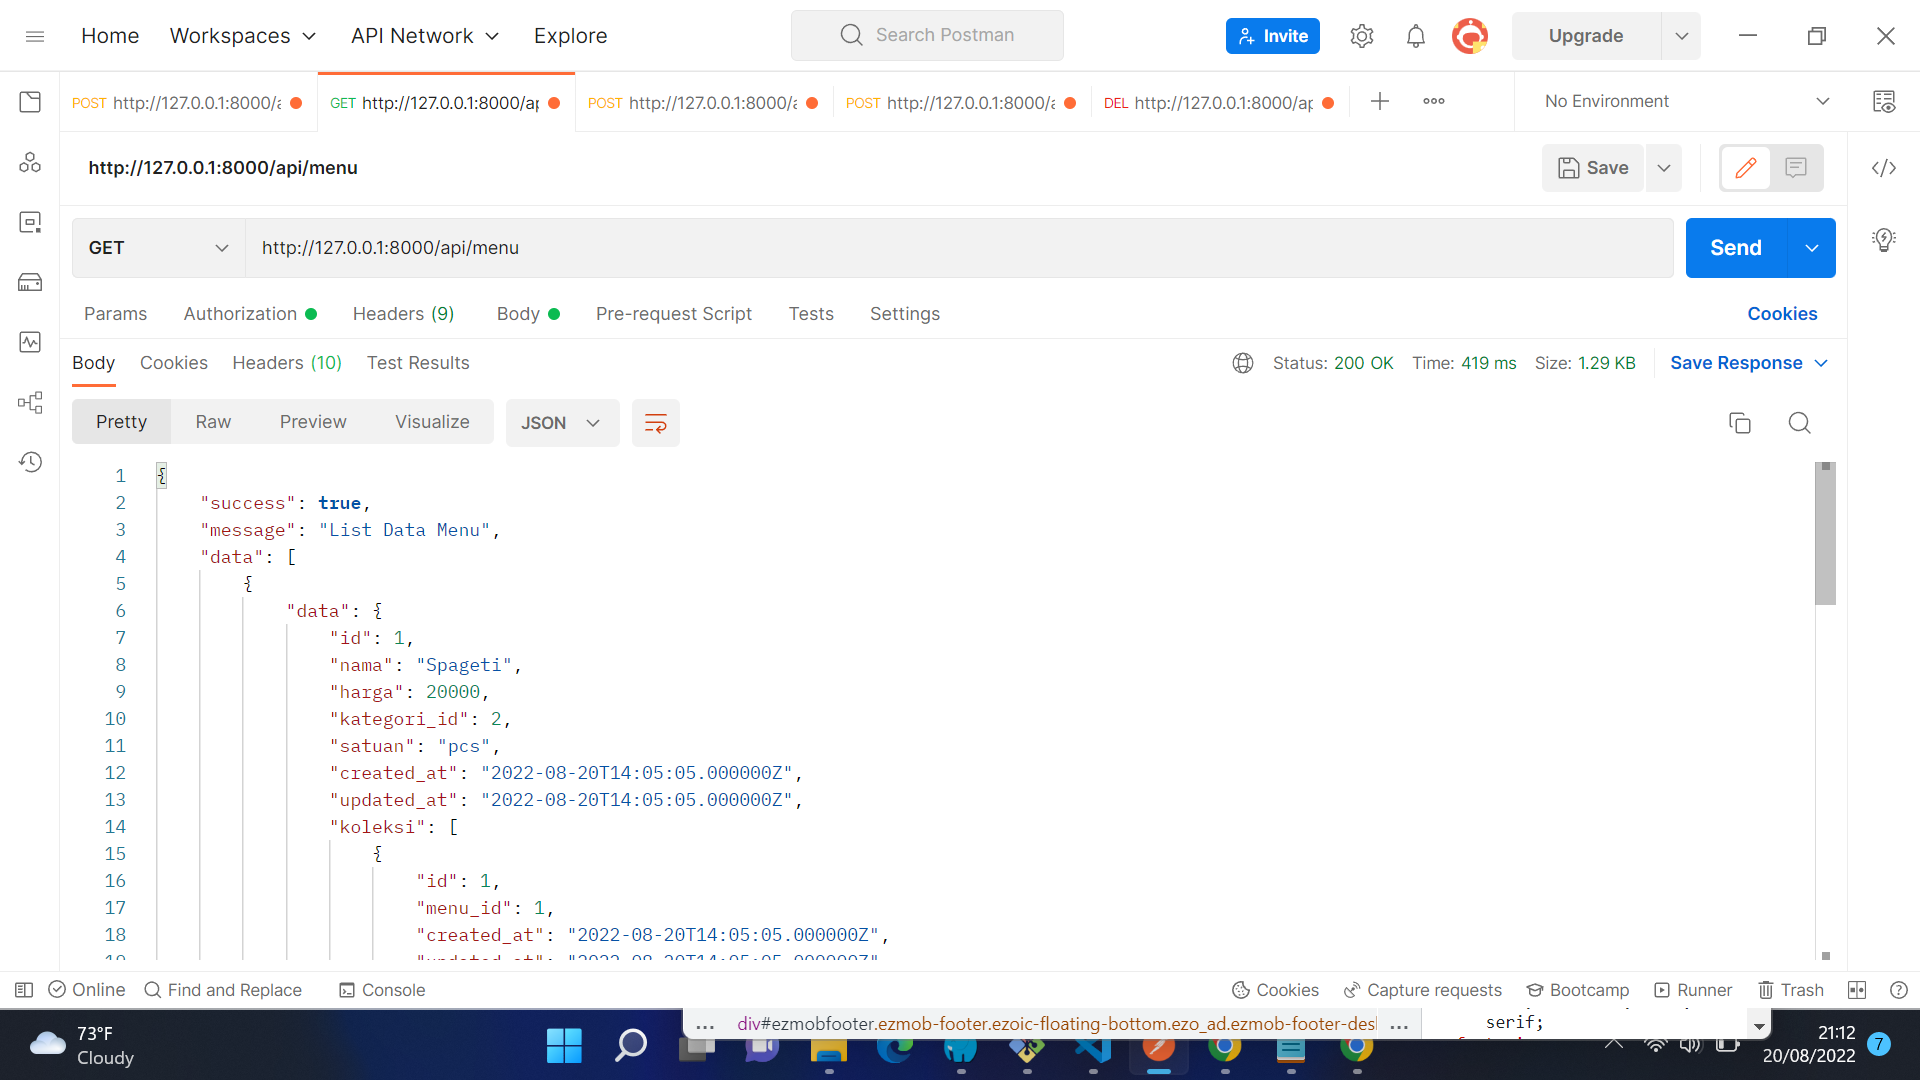 Home
Workspaces
API Network
Explore
Search Postman
Invite
Upgrade
POST http://127.0.0.1:8000/a
GET http://127.0.0.1:8000/ap
POST http://127.0.0.1:8000/a
POST http://127.0.0.1:8000/a
DEL http://127.0.0.1:8000/ap
No Environment
http://127.0.0.1:8000/api/menu
Save
GET
http://127.0.0.1:8000/api/menu
Send
Params
Authorization
Headers (9)
Body
Pre-request Script
Tests
Settings
Cookies
Body
Cookies
Headers (10)
Test Results
Status: 200 OK
Time: 419 ms
Size: 1.29 KB
Save Response
Pretty
Raw
Preview
Visualize
JSON
1 {
2 "success": true,
3 "message": "List Data Menu",
4 "data": [
5 {
6 "data": {
7 "id": 1,
8 "nama": "Spageti",
9 "harga": 20000,
10 "kategori_id": 2,
11 "satuan": "pcs",
12 "created_at": "2022-08-20T14:05:05.000000Z",
13 "updated_at": "2022-08-20T14:05:05.000000Z",
14 "koleksi": [
15 {
16 "id": 1,
17 "menu_id": 1,
18 "created_at": "2022-08-20T14:05:05.000000Z",
19 "updated_at": "2022-08-20T14:05:05.000000Z"
Online
Find and Replace
Console
Cookies
Capture requests
Bootcamp
Runner
Trash
... div#ezmobfooter.ezmob-footer.ezoic-floating-bottom.ezo_ad.ezmob-footer-desl ...
serif;
73°F
Cloudy
21:12
20/08/2022
7